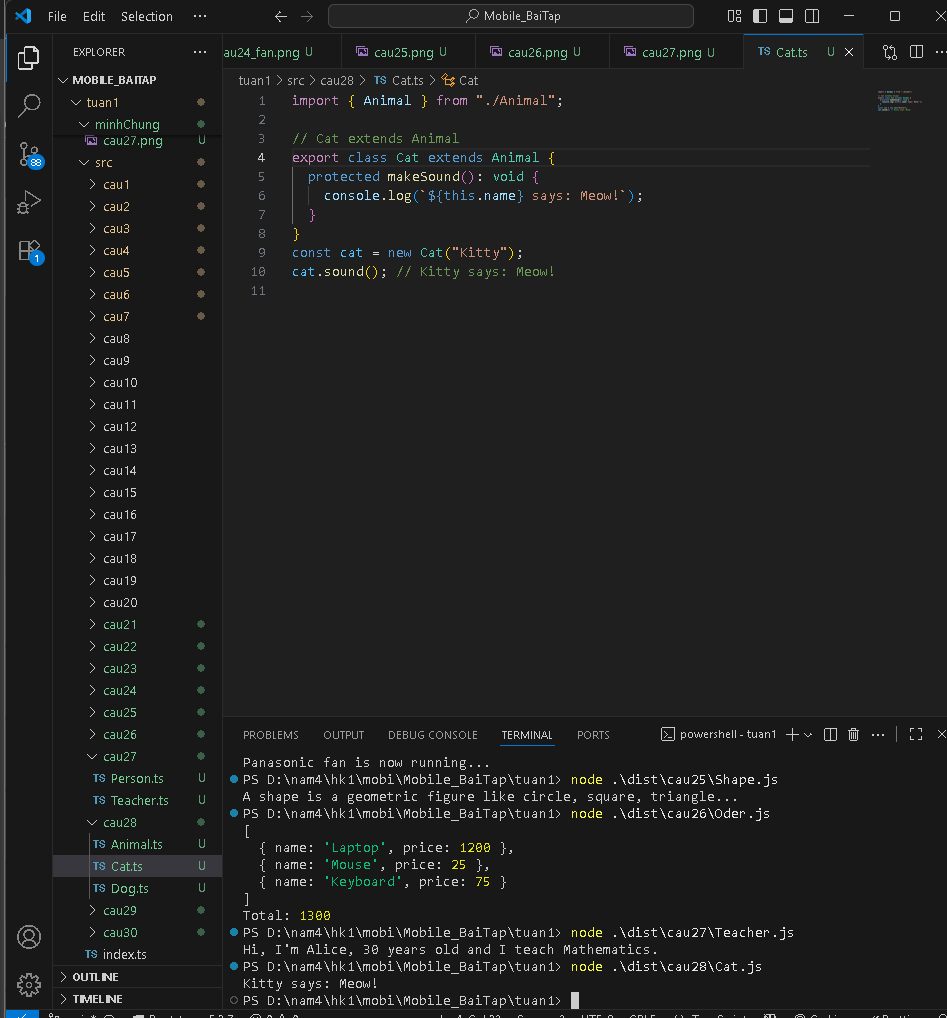 File Edit Selection ··· Mobile_BaiTap
EXPLORER ···
MOBILE_BAITAP
tuan1
minhChung
cau27.png U
src
cau1
cau2
cau3
cau4
cau5
cau6
cau7
cau8
cau9
cau10
cau11
cau12
cau13
cau14
cau15
cau16
cau17
cau18
cau19
cau20
cau21
cau22
cau23
cau24
cau25
cau26
cau27
TS Person.ts U
TS Teacher.ts U
cau28
TS Animal.ts U
TS Cat.ts U
TS Dog.ts U
cau29
cau30
TS index.ts
OUTLINE
TIMELINE
88
1
au24_fan.png U cau25.png U cau26.png U cau27.png U TS Cat.ts U
tuan1 > src > cau28 > TS Cat.ts > Cat
1 import { Animal } from "./Animal";
2
3 // Cat extends Animal
4 export class Cat extends Animal {
5 protected makeSound(): void {
6 console.log(`${this.name} says: Meow!`);
7 }
8 }
9 const cat = new Cat("Kitty");
10 cat.sound(); // Kitty says: Meow!
11
PROBLEMS OUTPUT DEBUG CONSOLE TERMINAL PORTS powershell - tuan1
Panasonic fan is now running...
PS D:\nam4\hk1\mobi\Mobile_BaiTap\tuan1> node .\dist\cau25\Shape.js
A shape is a geometric figure like circle, square, triangle...
PS D:\nam4\hk1\mobi\Mobile_BaiTap\tuan1> node .\dist\cau26\Oder.js
[
{ name: 'Laptop', price: 1200 },
{ name: 'Mouse', price: 25 },
{ name: 'Keyboard', price: 75 }
]
Total: 1300
PS D:\nam4\hk1\mobi\Mobile_BaiTap\tuan1> node .\dist\cau27\Teacher.js
Hi, I'm Alice, 30 years old and I teach Mathematics.
PS D:\nam4\hk1\mobi\Mobile_BaiTap\tuan1> node .\dist\cau28\Cat.js
Kitty says: Meow!
PS D:\nam4\hk1\mobi\Mobile_BaiTap\tuan1>